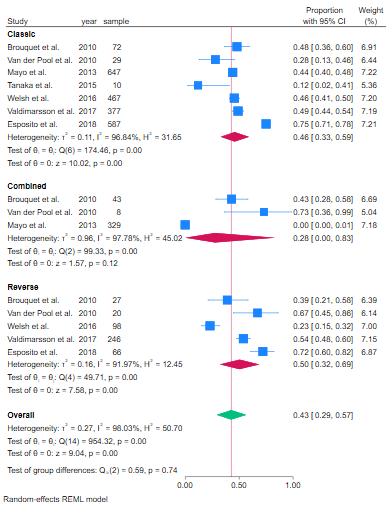 Proportion Weight
Study year sample with 95% CI (%)
Classic
Brouquet et al. 2010 72 0.48 [0.36, 0.60] 6.91
Van der Pool et al. 2010 29 0.28 [0.13, 0.46] 6.44
Mayo et al. 2013 647 0.44 [0.40, 0.48] 7.22
Tanaka et al. 2015 10 0.12 [0.02, 0.41] 5.36
Welsh et al. 2016 467 0.46 [0.41, 0.50] 7.20
Valdimarsson et al. 2017 377 0.49 [0.44, 0.54] 7.19
Esposito et al. 2018 587 0.75 [0.71, 0.78] 7.21
Heterogeneity: τ² = 0.11, I² = 96.84%, H² = 31.65 0.46 [0.33, 0.59]
Test of θᵢ = θⱼ: Q(6) = 174.46, p = 0.00
Test of θ = 0: z = 10.02, p = 0.00
Combined
Brouquet et al. 2010 43 0.43 [0.28, 0.58] 6.69
Van der Pool et al. 2010 8 0.73 [0.36, 0.99] 5.04
Mayo et al. 2013 329 0.00 [0.00, 0.01] 7.18
Heterogeneity: τ² = 0.96, I² = 97.78%, H² = 45.02 0.28 [0.00, 0.83]
Test of θᵢ = θⱼ: Q(2) = 99.33, p = 0.00
Test of θ = 0: z = 1.57, p = 0.12
Reverse
Brouquet et al. 2010 27 0.39 [0.21, 0.58] 6.39
Van der Pool et al. 2010 20 0.67 [0.45, 0.86] 6.14
Welsh et al. 2016 98 0.23 [0.15, 0.32] 7.00
Valdimarsson et al. 2017 246 0.54 [0.48, 0.60] 7.15
Esposito et al. 2018 66 0.72 [0.60, 0.82] 6.87
Heterogeneity: τ² = 0.16, I² = 91.97%, H² = 12.45 0.50 [0.32, 0.69]
Test of θᵢ = θⱼ: Q(4) = 49.71, p = 0.00
Test of θ = 0: z = 7.58, p = 0.00
Overall 0.43 [0.29, 0.57]
Heterogeneity: τ² = 0.27, I² = 98.03%, H² = 50.70
Test of θᵢ = θⱼ: Q(14) = 954.32, p = 0.00
Test of θ = 0: z = 9.04, p = 0.00
Test of group differences: Q_b(2) = 0.59, p = 0.74
0.00 0.50 1.00
Random-effects REML model